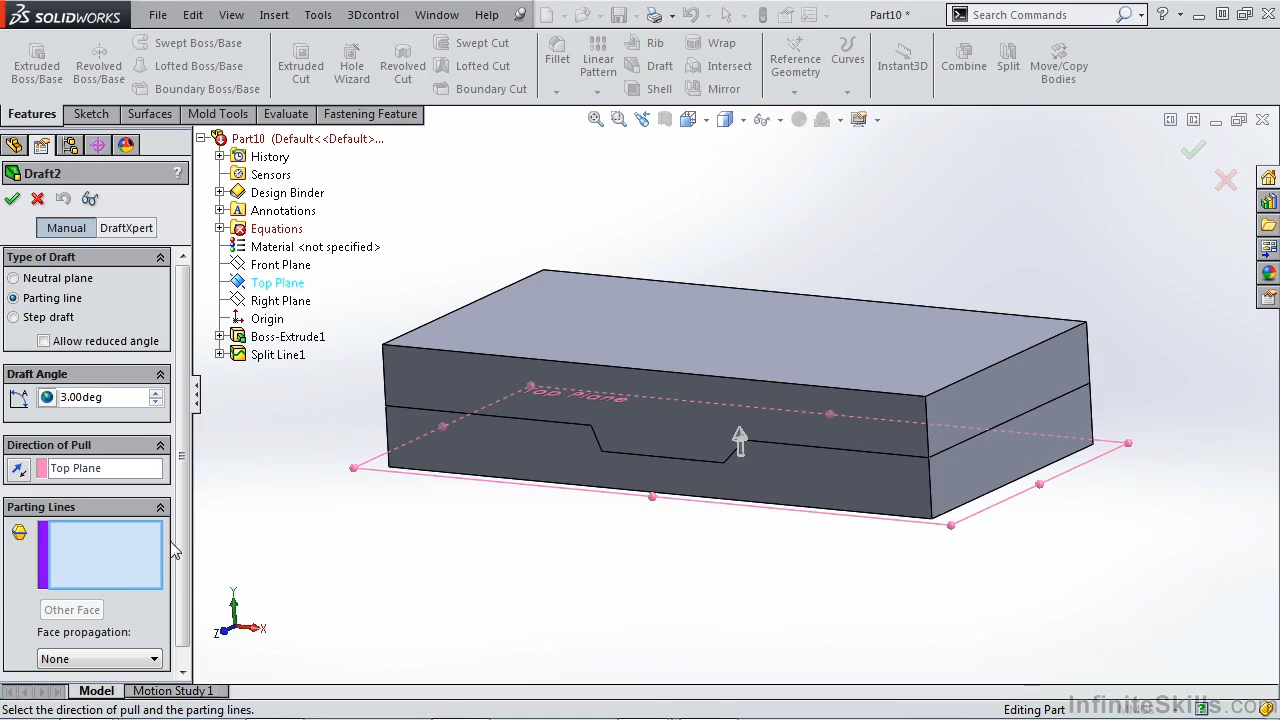 SOLIDWORKS File Edit View Insert Tools 3Dcontrol Window Help Part10 * Search Commands
Extruded Boss/Base
Revolved Boss/Base
Swept Boss/Base
Lofted Boss/Base
Boundary Boss/Base
Extruded Cut
Hole Wizard
Revolved Cut
Swept Cut
Lofted Cut
Boundary Cut
Fillet
Linear Pattern
Rib
Draft
Shell
Wrap
Intersect
Mirror
Reference Geometry
Curves
Instant3D
Combine
Split
Move/Copy Bodies
Features Sketch Surfaces Mold Tools Evaluate Fastening Feature
Draft2 ?
Manual DraftXpert
Type of Draft
Neutral plane
Parting line
Step draft
Allow reduced angle
Draft Angle
3.00deg
Direction of Pull
Top Plane
Parting Lines
Other Face
Face propagation:
None
Part10 (Default<<Default>...
History
Sensors
Design Binder
Annotations
Equations
Material <not specified>
Front Plane
Top Plane
Right Plane
Origin
Boss-Extrude1
Split Line1
Top Plane
Y
Z
X
Model Motion Study 1
Select the direction of pull and the parting lines.
Editing Part
InfiniteSkills.com